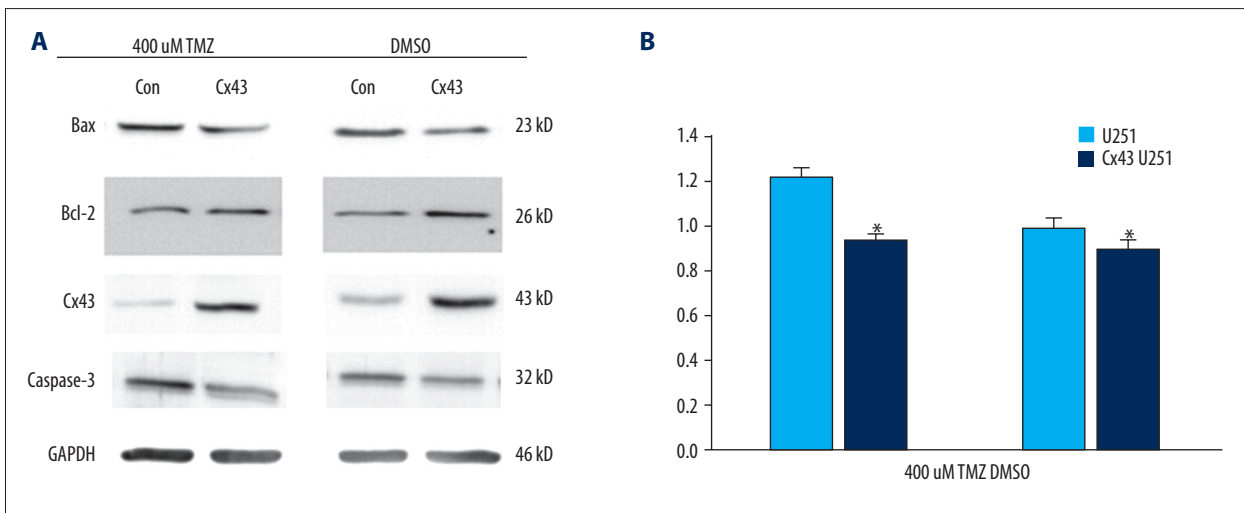 A
400 uM TMZ DMSO
Con Cx43 Con Cx43
Bax 23 kD
Bcl-2 26 kD
Cx43 43 kD
Caspase-3 32 kD
GAPDH 46 kD
B
U251
Cx43 U251
1.4
1.2
1.0
0.8
0.6
0.4
0.2
0.0
* *
400 uM TMZ DMSO